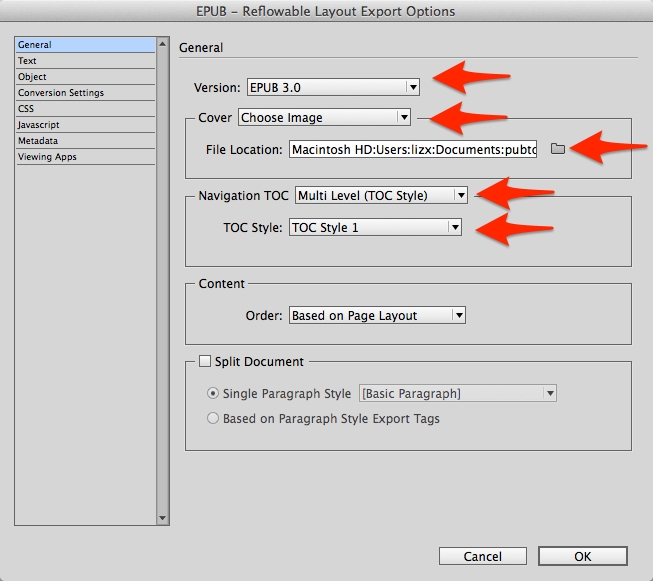 EPUB – Reflowable Layout Export Options
General
Text
Object
Conversion Settings
CSS
Javascript
Metadata
Viewing Apps
General
Version: EPUB 3.0
Cover Choose Image
File Location: Macintosh HD:Users:lizx:Documents:pubto
Navigation TOC Multi Level (TOC Style)
TOC Style: TOC Style 1
Content
Order: Based on Page Layout
Split Document
Single Paragraph Style [Basic Paragraph]
Based on Paragraph Style Export Tags
Cancel OK